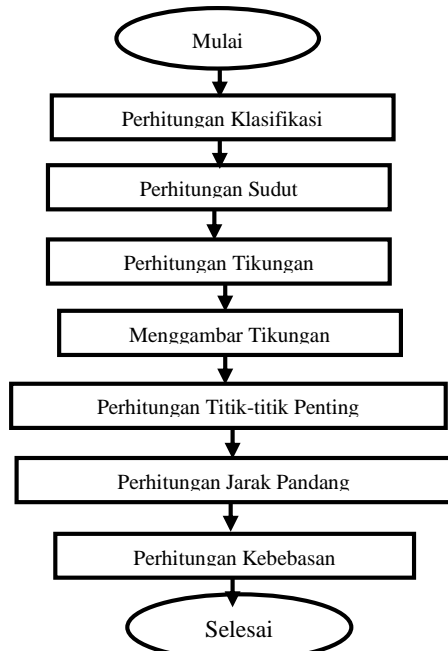 Mulai
Perhitungan Klasifikasi
Perhitungan Sudut
Perhitungan Tikungan
Menggambar Tikungan
Perhitungan Titik-titik Penting
Perhitungan Jarak Pandang
Perhitungan Kebebasan
Selesai